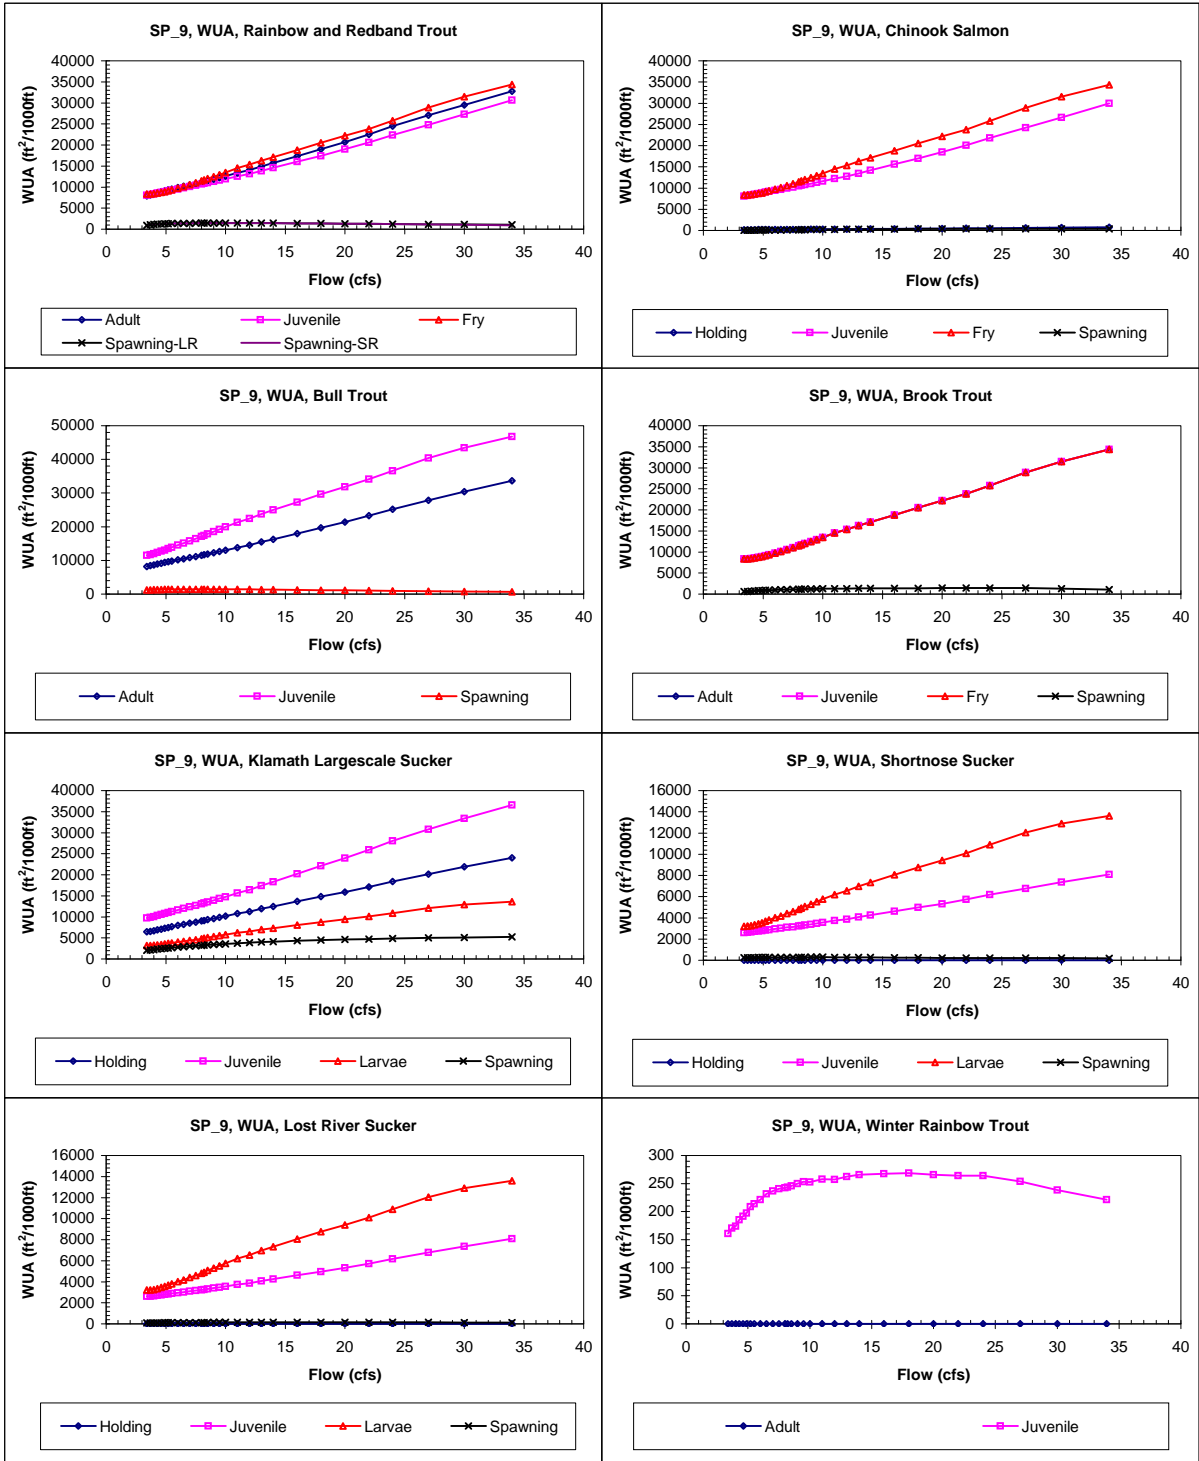 SP_9, WUA, Rainbow and Redband Trout
WUA (ft²/1000ft)
40000
35000
30000
25000
20000
15000
10000
5000
0
0 5 10 15 20 25 30 35 40
Flow (cfs)
Adult Juvenile Fry
Spawning-LR Spawning-SR
SP_9, WUA, Chinook Salmon
WUA (ft²/1000ft)
40000
35000
30000
25000
20000
15000
10000
5000
0
0 5 10 15 20 25 30 35 40
Flow (cfs)
Holding Juvenile Fry Spawning
SP_9, WUA, Bull Trout
WUA (ft²/1000ft)
50000
40000
30000
20000
10000
0
0 5 10 15 20 25 30 35 40
Flow (cfs)
Adult Juvenile Spawning
SP_9, WUA, Brook Trout
WUA (ft²/1000ft)
40000
35000
30000
25000
20000
15000
10000
5000
0
0 5 10 15 20 25 30 35 40
Flow (cfs)
Adult Juvenile Fry Spawning
SP_9, WUA, Klamath Largescale Sucker
WUA (ft²/1000ft)
40000
35000
30000
25000
20000
15000
10000
5000
0
0 5 10 15 20 25 30 35 40
Flow (cfs)
Holding Juvenile Larvae Spawning
SP_9, WUA, Shortnose Sucker
WUA (ft²/1000ft)
16000
14000
12000
10000
8000
6000
4000
2000
0
0 5 10 15 20 25 30 35 40
Flow (cfs)
Holding Juvenile Larvae Spawning
SP_9, WUA, Lost River Sucker
WUA (ft²/1000ft)
16000
14000
12000
10000
8000
6000
4000
2000
0
0 5 10 15 20 25 30 35 40
Flow (cfs)
Holding Juvenile Larvae Spawning
SP_9, WUA, Winter Rainbow Trout
WUA (ft²/1000ft)
300
250
200
150
100
50
0
0 5 10 15 20 25 30 35 40
Flow (cfs)
Adult Juvenile